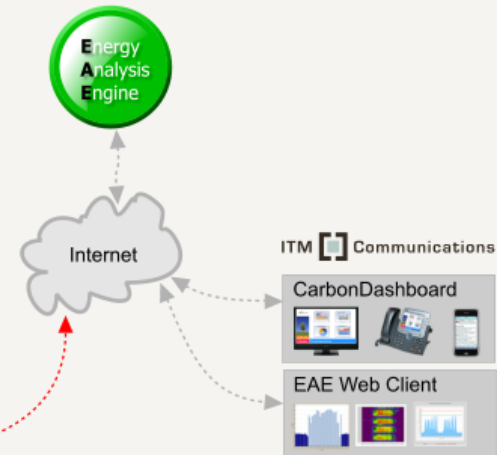 Energy
Analysis
Engine
Internet
ITM Communications
CarbonDashboard
EAE Web Client